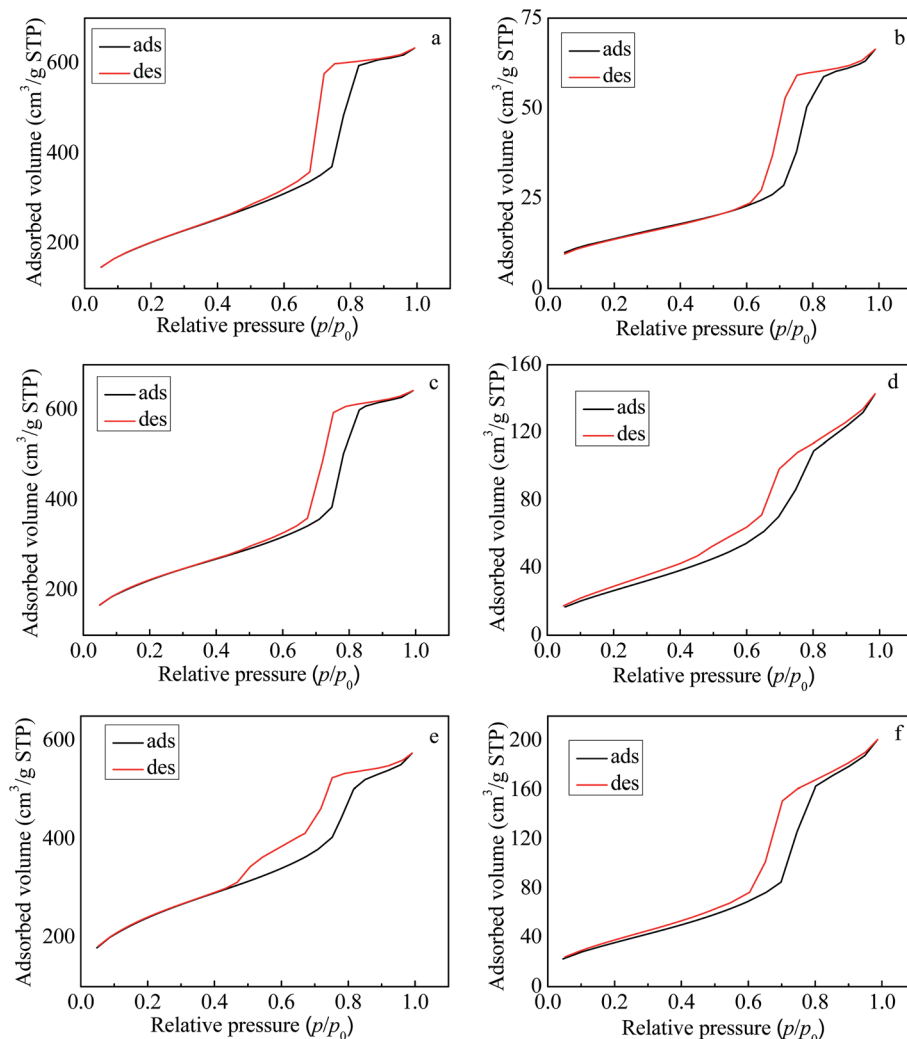 a
ads
des
Adsorbed volume (cm³/g STP)
600
400
200
0.0 0.2 0.4 0.6 0.8 1.0
Relative pressure (p/p₀)
b
ads
des
Adsorbed volume (cm³/g STP)
75
50
25
0
0.0 0.2 0.4 0.6 0.8 1.0
Relative pressure (p/p₀)
c
ads
des
Adsorbed volume (cm³/g STP)
600
400
200
0.0 0.2 0.4 0.6 0.8 1.0
Relative pressure (p/p₀)
d
ads
des
Adsorbed volume (cm³/g STP)
160
120
80
40
0
0.0 0.2 0.4 0.6 0.8 1.0
Relative pressure (p/p₀)
e
ads
des
Adsorbed volume (cm³/g STP)
600
400
200
0.0 0.2 0.4 0.6 0.8 1.0
Relative pressure (p/p₀)
f
ads
des
Adsorbed volume (cm³/g STP)
200
160
80
40
0
0.0 0.2 0.4 0.6 0.8 1.0
Relative pressure (p/p₀)